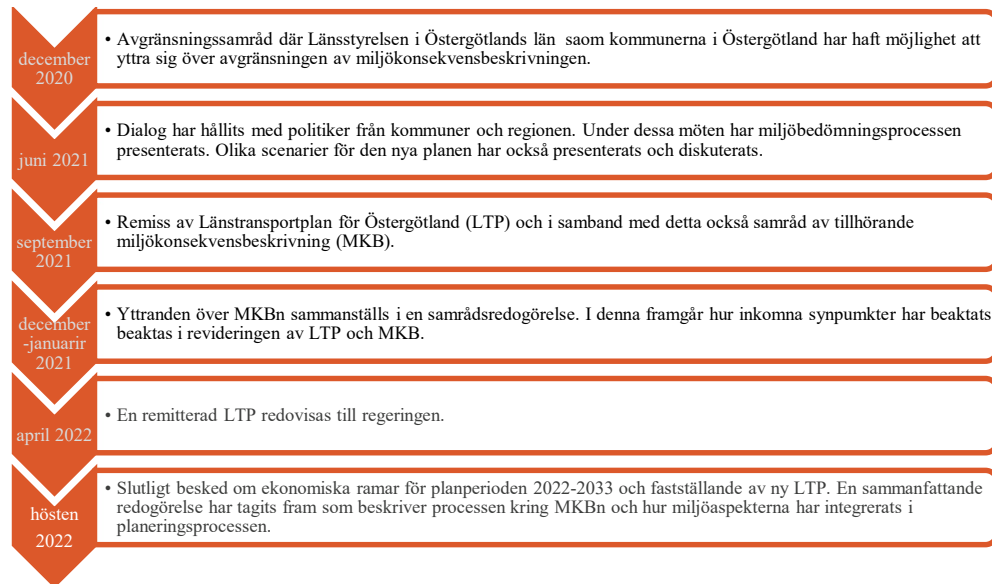 december
2020
• Avgränsningssamråd där Länsstyrelsen i Östergötlands län saom kommunerna i Östergötland har haft möjlighet att
yttra sig över avgränsningen av miljökonsekvensbeskrivningen.
juni 2021
• Dialog har hållits med politiker från kommuner och regionen. Under dessa möten har miljöbedömningsprocessen
presenterats. Olika scenarier för den nya planen har också presenterats och diskuterats.
september
2021
• Remiss av Länstransportplan för Östergötland (LTP) och i samband med detta också samråd av tillhörande
miljökonsekvensbeskrivning (MKB).
december
-januarir
2021
• Yttranden över MKBn sammanställs i en samrådsredogörelse. I denna framgår hur inkomna synpumkter har beaktats
beaktas i revideringen av LTP och MKB.
april 2022
• En remitterad LTP redovisas till regeringen.
hösten
2022
• Slutligt besked om ekonomiska ramar för planperioden 2022-2033 och fastställande av ny LTP. En sammanfattande
redogörelse har tagits fram som beskriver processen kring MKBn och hur miljöaspekterna har integrerats i
planeringsprocessen.